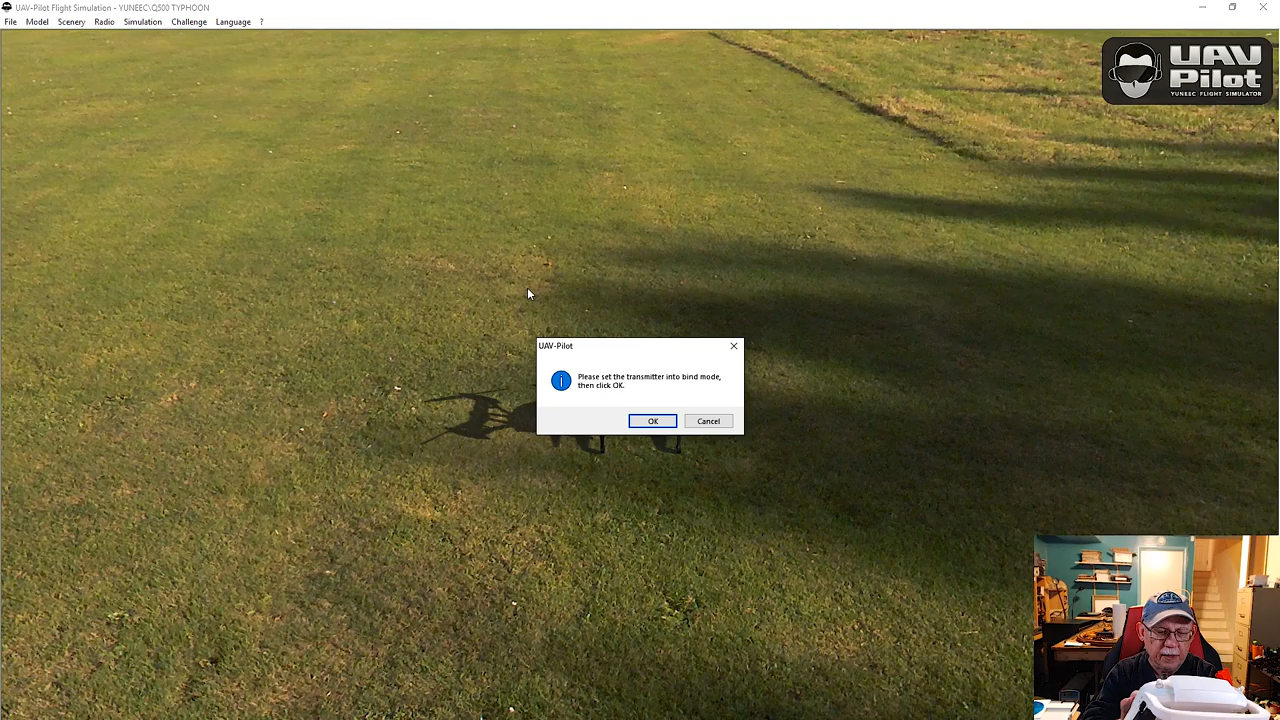 UAV-Pilot Flight Simulation - YUNEEC\Q500 TYPHOON
File Model Scenery Radio Simulation Challenge Language ?
UAV
Pilot
YUNEEC FLIGHT SIMULATOR
UAV-Pilot
Please set the transmitter into bind mode,
then click OK.
OK Cancel